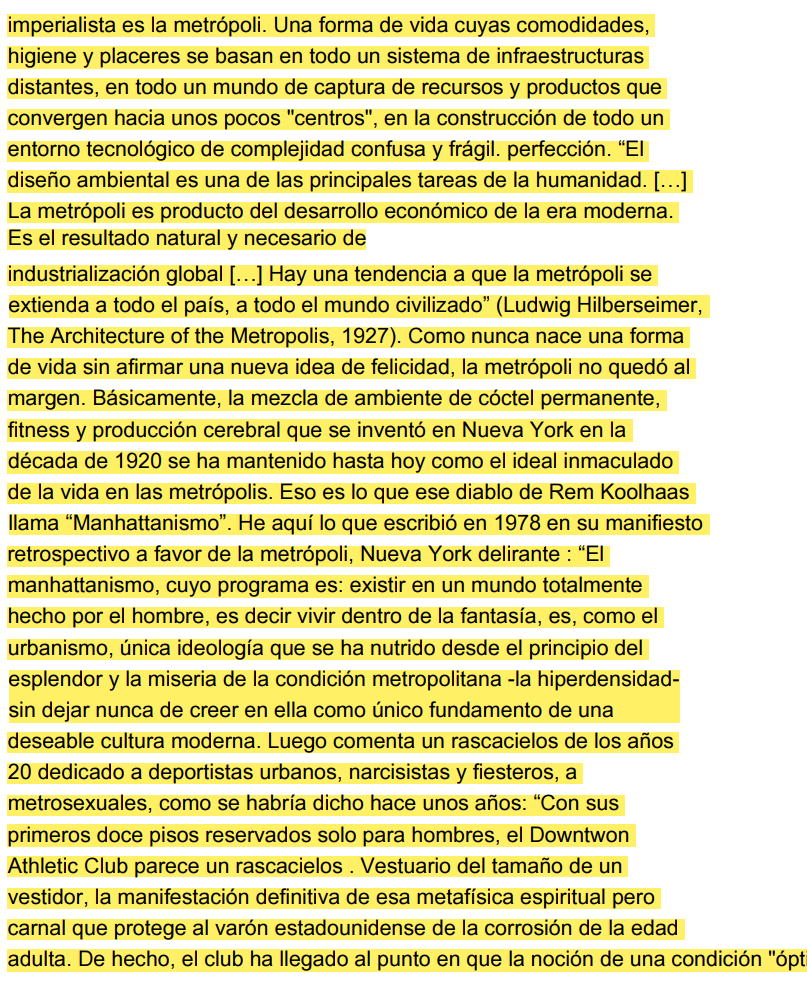 imperialista es la metrópoli. Una forma de vida cuyas comodidades,
higiene y placeres se basan en todo un sistema de infraestructuras
distantes, en todo un mundo de captura de recursos y productos que
convergen hacia unos pocos "centros", en la construcción de todo un
entorno tecnológico de complejidad confusa y frágil. perfección. “El
diseño ambiental es una de las principales tareas de la humanidad. […]
La metrópoli es producto del desarrollo económico de la era moderna.
Es el resultado natural y necesario de
industrialización global […] Hay una tendencia a que la metrópoli se
extienda a todo el país, a todo el mundo civilizado” (Ludwig Hilberseimer,
The Architecture of the Metropolis, 1927). Como nunca nace una forma
de vida sin afirmar una nueva idea de felicidad, la metrópoli no quedó al
margen. Básicamente, la mezcla de ambiente de cóctel permanente,
fitness y producción cerebral que se inventó en Nueva York en la
década de 1920 se ha mantenido hasta hoy como el ideal inmaculado
de la vida en las metrópolis. Eso es lo que ese diablo de Rem Koolhaas
llama “Manhattanismo”. He aquí lo que escribió en 1978 en su manifiesto
retrospectivo a favor de la metrópoli, Nueva York delirante : “El
manhattanismo, cuyo programa es: existir en un mundo totalmente
hecho por el hombre, es decir vivir dentro de la fantasía, es, como el
urbanismo, única ideología que se ha nutrido desde el principio del
esplendor y la miseria de la condición metropolitana -la hiperdensidad-
sin dejar nunca de creer en ella como único fundamento de una
deseable cultura moderna. Luego comenta un rascacielos de los años
20 dedicado a deportistas urbanos, narcisistas y fiesteros, a
metrosexuales, como se habría dicho hace unos años: “Con sus
primeros doce pisos reservados solo para hombres, el Downtwon
Athletic Club parece un rascacielos . Vestuario del tamaño de un
vestidor, la manifestación definitiva de esa metafísica espiritual pero
carnal que protege al varón estadounidense de la corrosión de la edad
adulta. De hecho, el club ha llegado al punto en que la noción de una condición "ópt